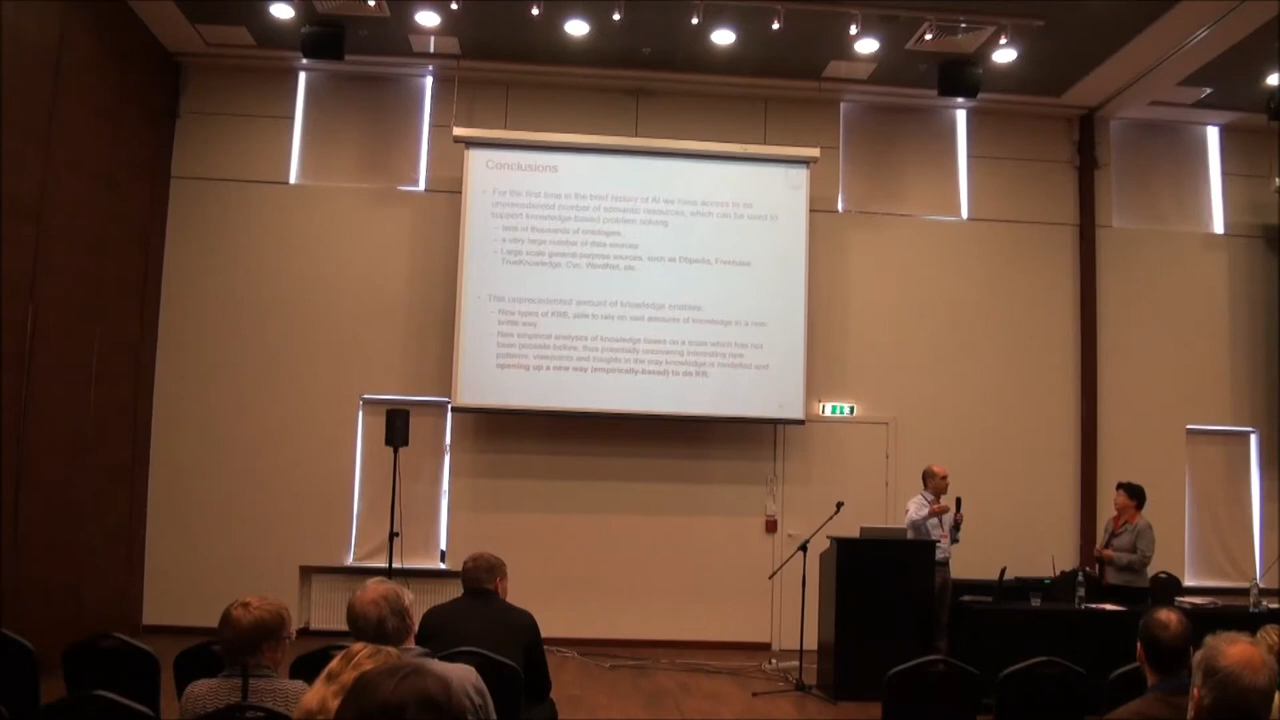 Conclusions
For the first time in the brief history of AI we have access to an
unprecedented number of semantic resources, which can be used to
support knowledge-based problem solving
– tens of thousands of ontologies,
– a very large number of data sources
– Large scale general purpose sources, such as Dbpedia, Freebase
TrueKnowledge, Cyc, WordNet, etc.
• This unprecedented amount of knowledge enables:
– New types of KBS, able to rely on vast amounts of knowledge in a non-
brittle way
– New empirical analyses of knowledge bases on a scale which has not
been possible before, thus potentially uncovering interesting new
patterns, viewpoints and insights in the way knowledge is modelled and
opening up a new way (empirically-based) to do KR.